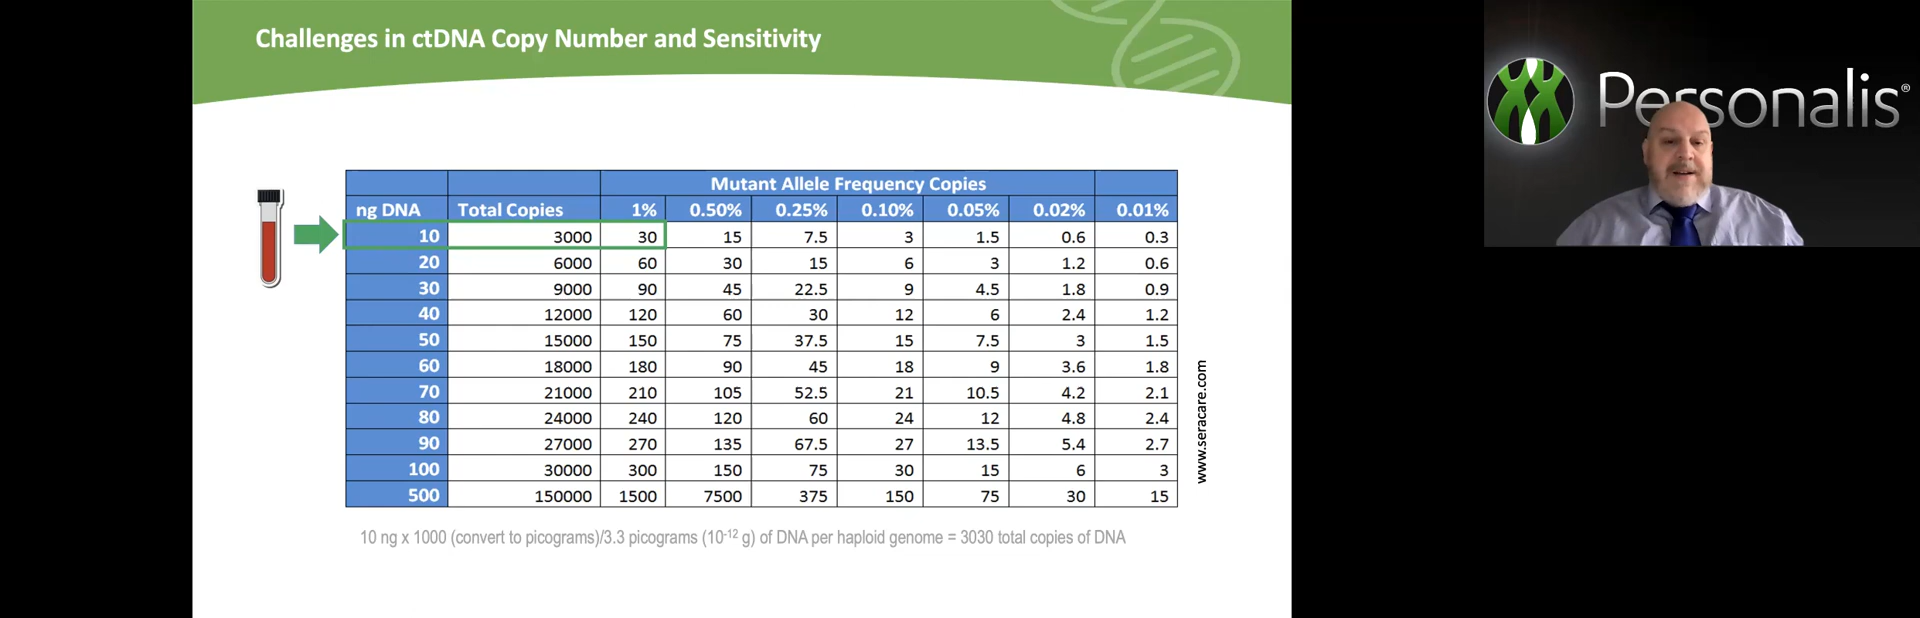 Challenges in ctDNA Copy Number and Sensitivity
Personalis®
Mutant Allele Frequency Copies
ng DNA Total Copies 1% 0.50% 0.25% 0.10% 0.05% 0.02% 0.01%
10 3000 30 15 7.5 3 1.5 0.6 0.3
20 6000 60 30 15 6 3 1.2 0.6
30 9000 90 45 22.5 9 4.5 1.8 0.9
40 12000 120 60 30 12 6 2.4 1.2
50 15000 150 75 37.5 15 7.5 3 1.5
60 18000 180 90 45 18 9 3.6 1.8
70 21000 210 105 52.5 21 10.5 4.2 2.1
80 24000 240 120 60 24 12 4.8 2.4
90 27000 270 135 67.5 27 13.5 5.4 2.7
100 30000 300 150 75 30 15 6 3
500 150000 1500 7500 375 150 75 30 15
www.seracare.com
10 ng x 1000 (convert to picograms)/3.3 picograms (10⁻¹² g) of DNA per haploid genome = 3030 total copies of DNA